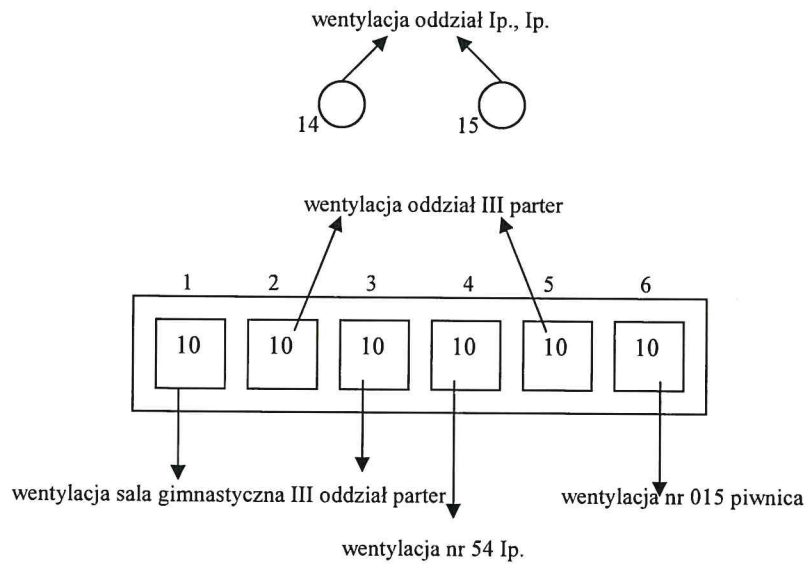 wentylacja oddział Ip., Ip.
14 15
wentylacja oddział III parter
1 2 3 4 5 6
10 10 10 10 10 10
wentylacja sala gimnastyczna III oddział parter
wentylacja nr 015 piwnica
wentylacja nr 54 Ip.